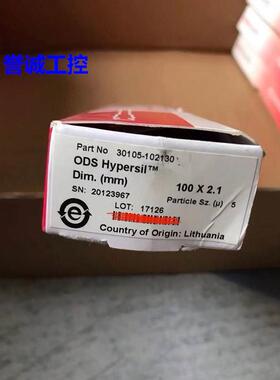 誉诚工控
Part No 30105-102130
ODS Hypersil™
Dim. (mm) 100 X 2.1
SN: 20123967 Particle Sz. (µ) 5
LOT: 17126
Country of Origin: Lithuania